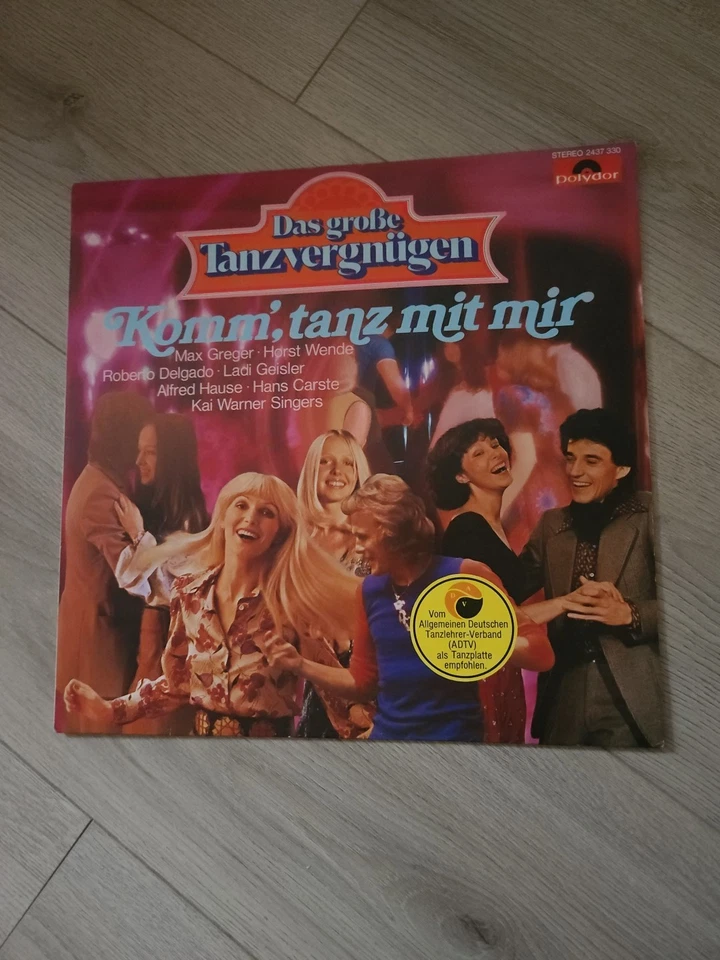 STEREO 2437 330
polydor
Das große
Tanzvergnügen
Komm', tanz mit mir
Max Greger · Horst Wende
Roberto Delgado · Ladi Geisler
Alfred Hause · Hans Carste
Kai Warner Singers
D V
Vom
Allgemeinen Deutschen
Tanzlehrer-Verband
(ADTV)
als Tanzplatte
empfohlen.